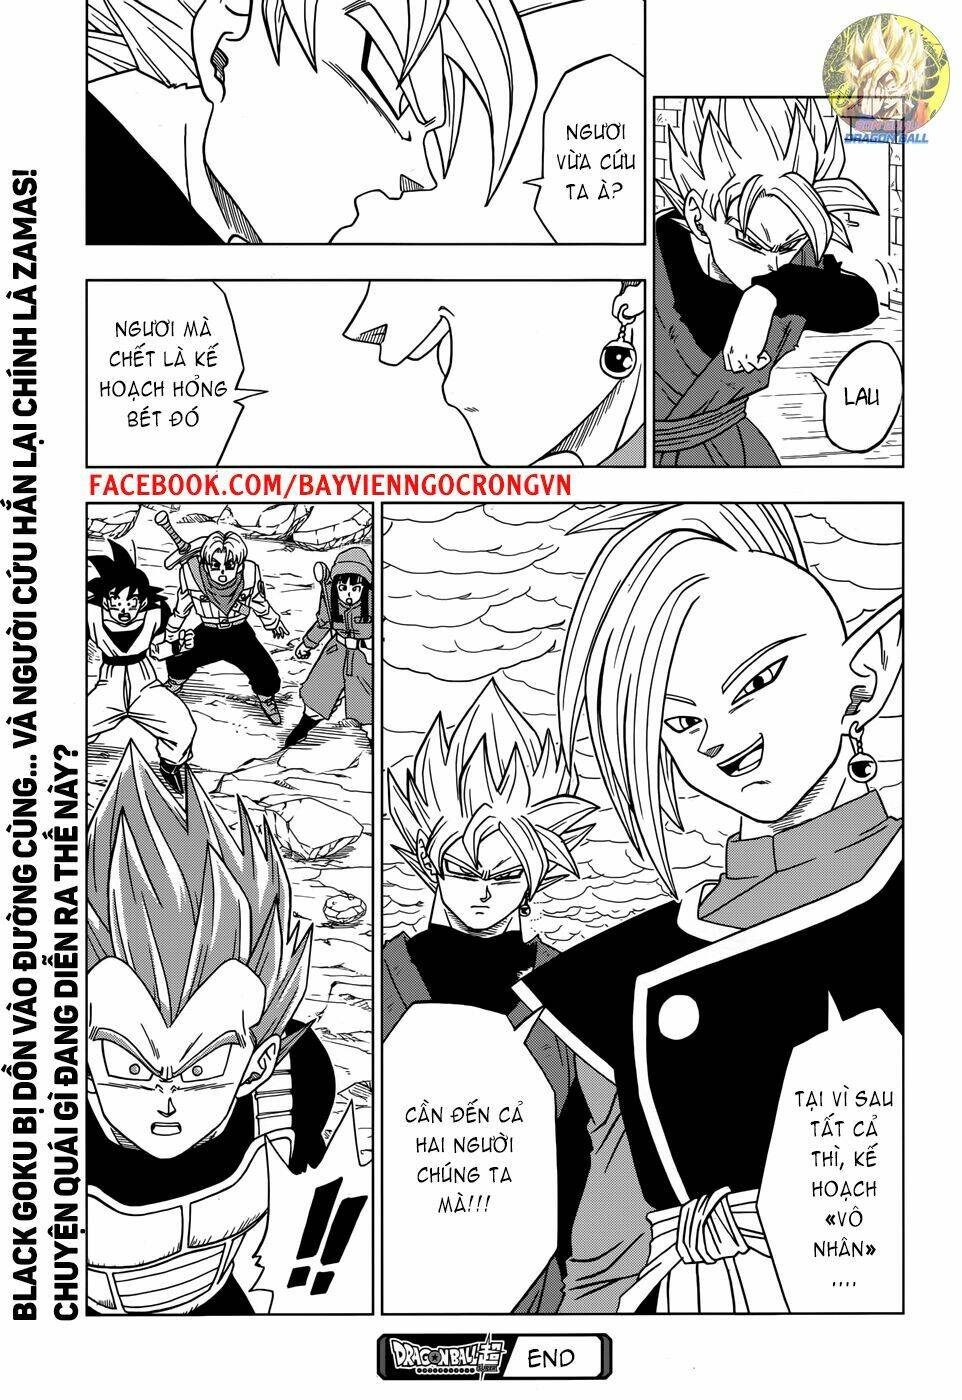 NGƯƠI
VỪA CỨU
TA À?
LAU
NGƯƠI MÀ
CHẾT LÀ KẾ
HOẠCH HỎNG
BÉT ĐÓ
FACEBOOK.COM/BAYVIENNGOCRONGVN
TẠI VÌ SAU
TẤT CẢ
THÌ, KẾ
HOẠCH
«VÔ
NHÂN»
....
CẦN ĐẾN CẢ
HAI NGƯỜI
CHÚNG TA
MÀ!!!
!!
BLACK GOKU BỊ DỒN VÀO ĐƯỜNG CÙNG... VÀ NGƯỜI CỨU HẮN LẠI CHÍNH LÀ ZAMAS!
CHUYỆN QUÁI GÌ ĐANG DIỄN RA THẾ NÀY?
DRAGON BALL 超
END
DRAGON BALL